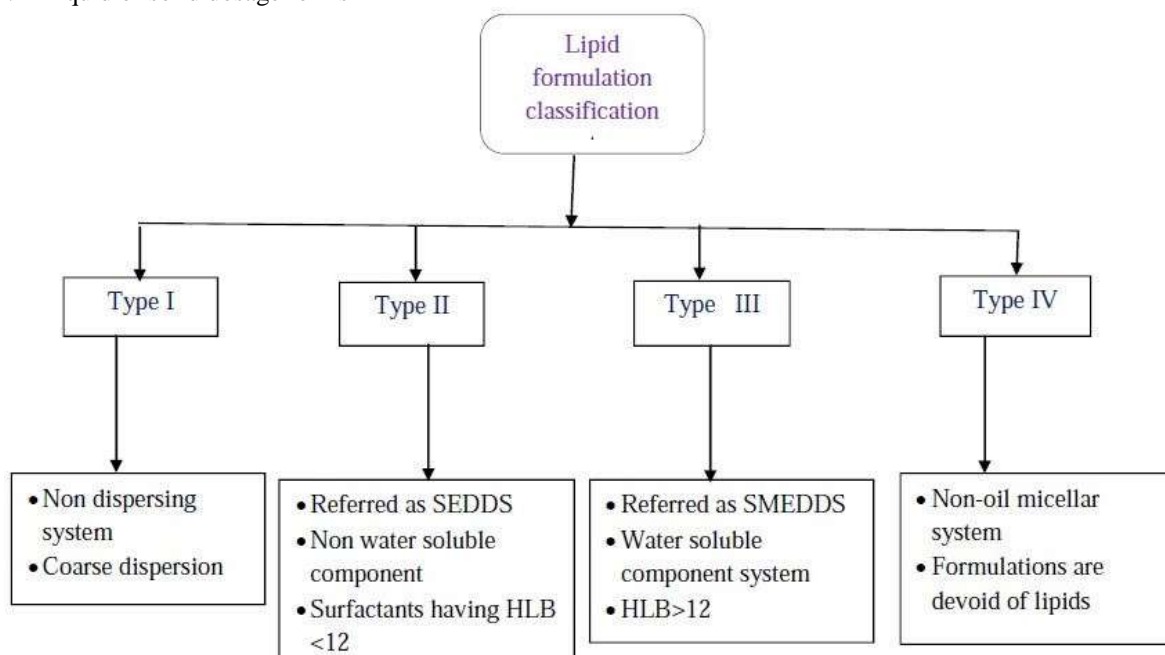 Lipid
formulation
classification
.
Type I
Type II
Type III
Type IV
• Non dispersing
system
• Coarse dispersion
• Referred as SEDDS
• Non water soluble
component
• Surfactants having HLB
<12
• Referred as SMEDDS
• Water soluble
component system
• HLB>12
• Non-oil micellar
system
• Formulations are
devoid of lipids